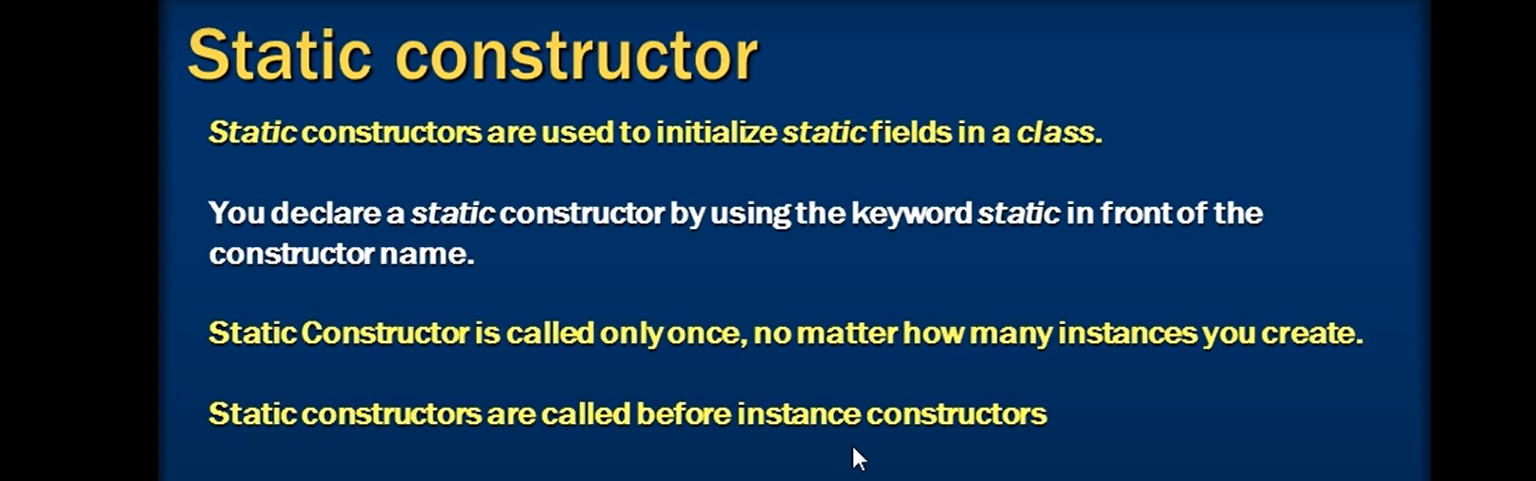 Static constructor
Static constructors are used to initialize static fields in a class.
You declare a static constructor by using the keyword static in front of the
constructor name.
Static Constructor is called only once, no matter how many instances you create.
Static constructors are called before instance constructors